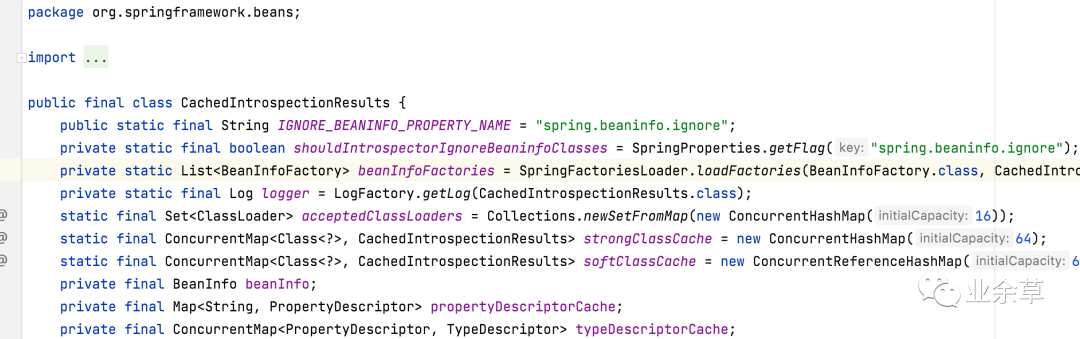 package org.springframework.beans;
import ...
public final class CachedIntrospectionResults {
public static final String IGNORE_BEANINFO_PROPERTY_NAME = "spring.beaninfo.ignore";
private static final boolean shouldIntrospectorIgnoreBeaninfoClasses = SpringProperties.getFlag( key: "spring.beaninfo.ignore");
private static List<BeanInfoFactory> beanInfoFactories = SpringFactoriesLoader.loadFactories(BeanInfoFactory.class, CachedIntro
private static final Log logger = LogFactory.getLog(CachedIntrospectionResults.class);
@ static final Set<ClassLoader> acceptedClassLoaders = Collections.newSetFromMap(new ConcurrentHashMap( initialCapacity: 16));
@ static final ConcurrentMap<Class<?>, CachedIntrospectionResults> strongClassCache = new ConcurrentHashMap( initialCapacity: 64);
@ static final ConcurrentMap<Class<?>, CachedIntrospectionResults> softClassCache = new ConcurrentReferenceHashMap( initialCapacity: 6
private final BeanInfo beanInfo;
private final Map<String, PropertyDescriptor> propertyDescriptorCache;
private final ConcurrentMap<PropertyDescriptor, TypeDescriptor> typeDescriptorCache;
业余草